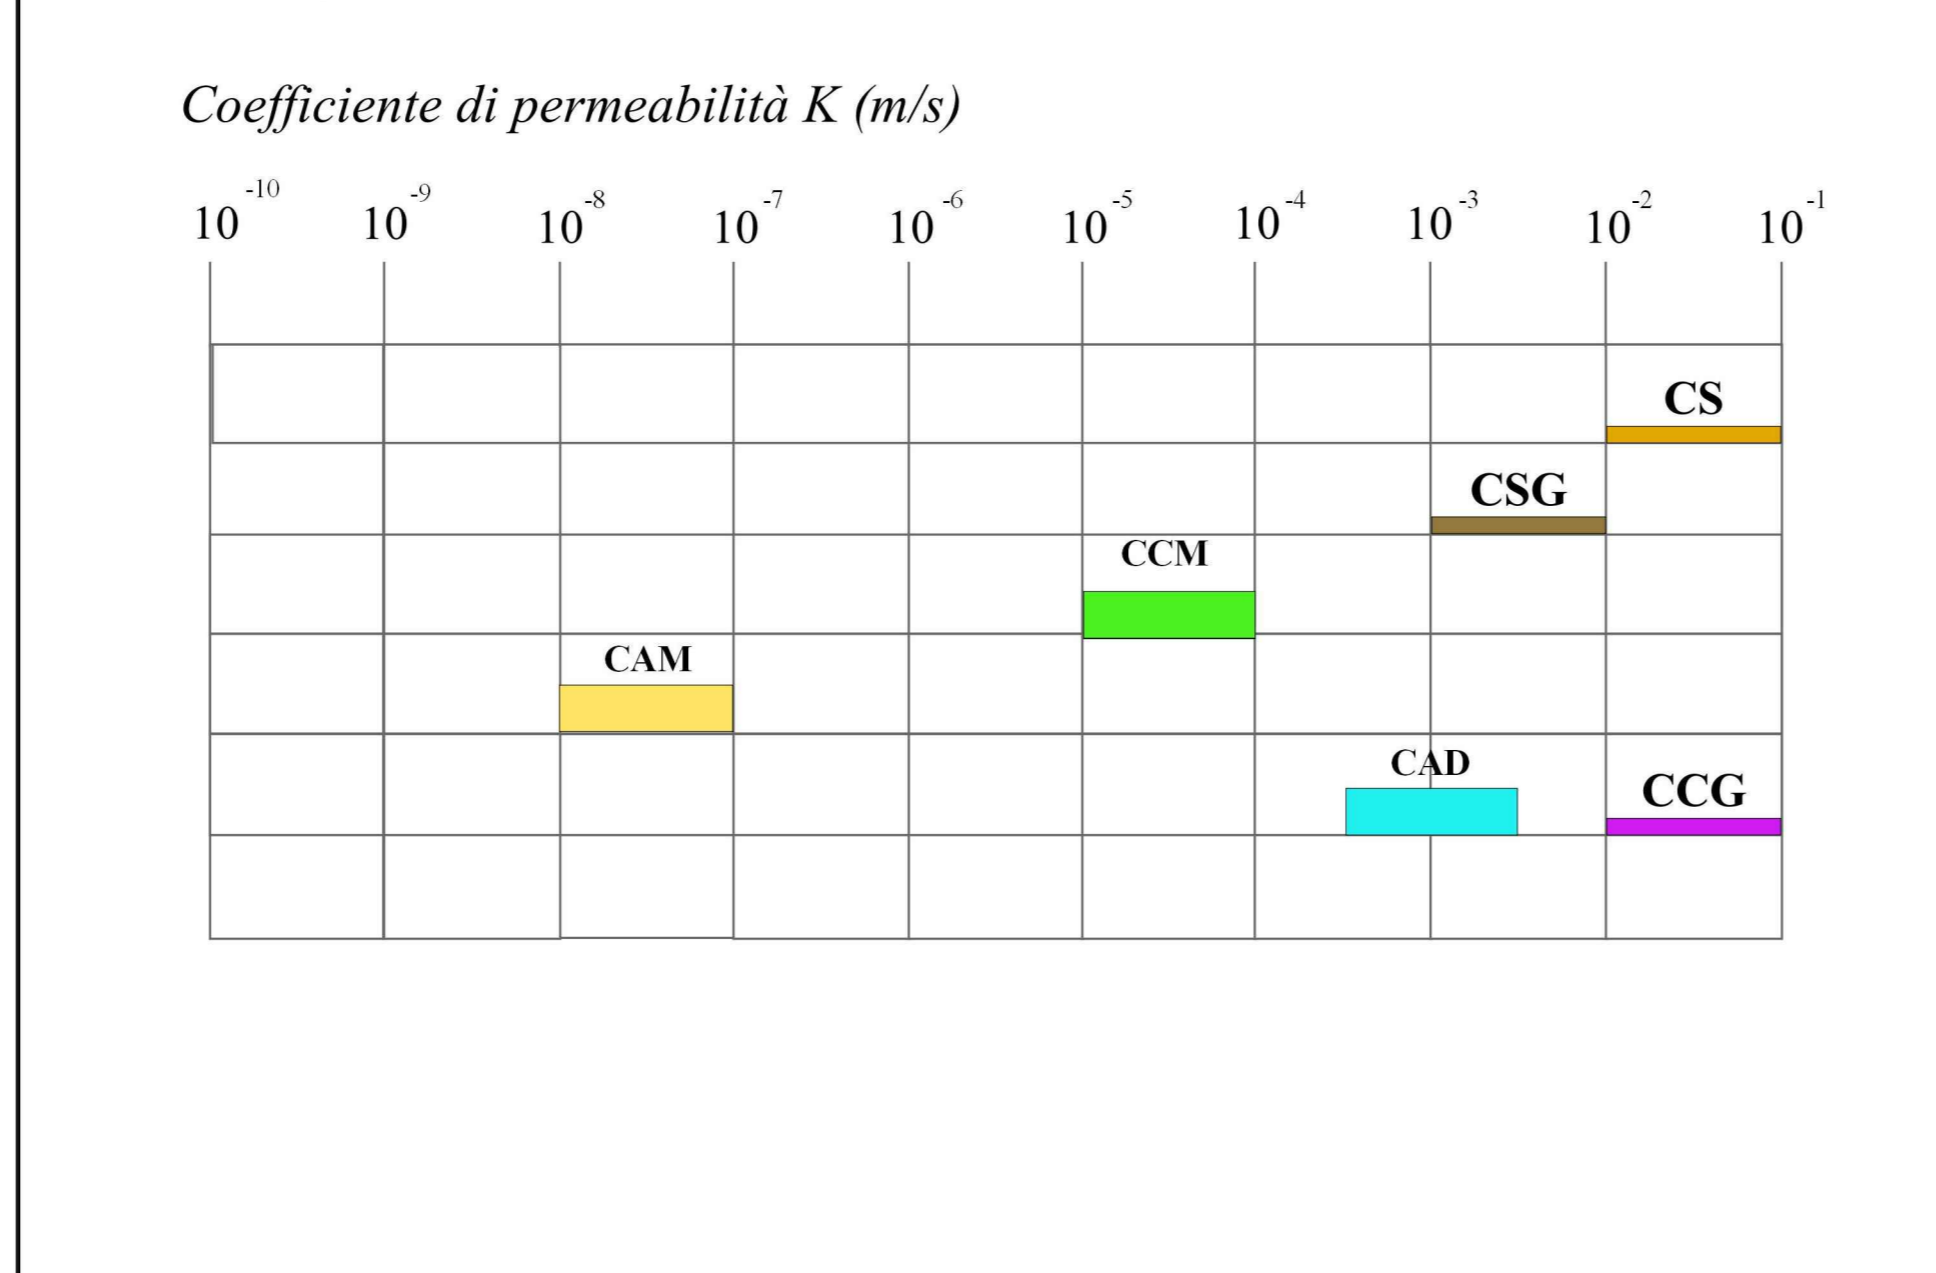 Coefficiente di permeabilità K (m/s)
10⁻¹⁰ 10⁻⁹ 10⁻⁸ 10⁻⁷ 10⁻⁶ 10⁻⁵ 10⁻⁴ 10⁻³ 10⁻² 10⁻¹
CS
CSG
CCM
CAM
CAD CCG